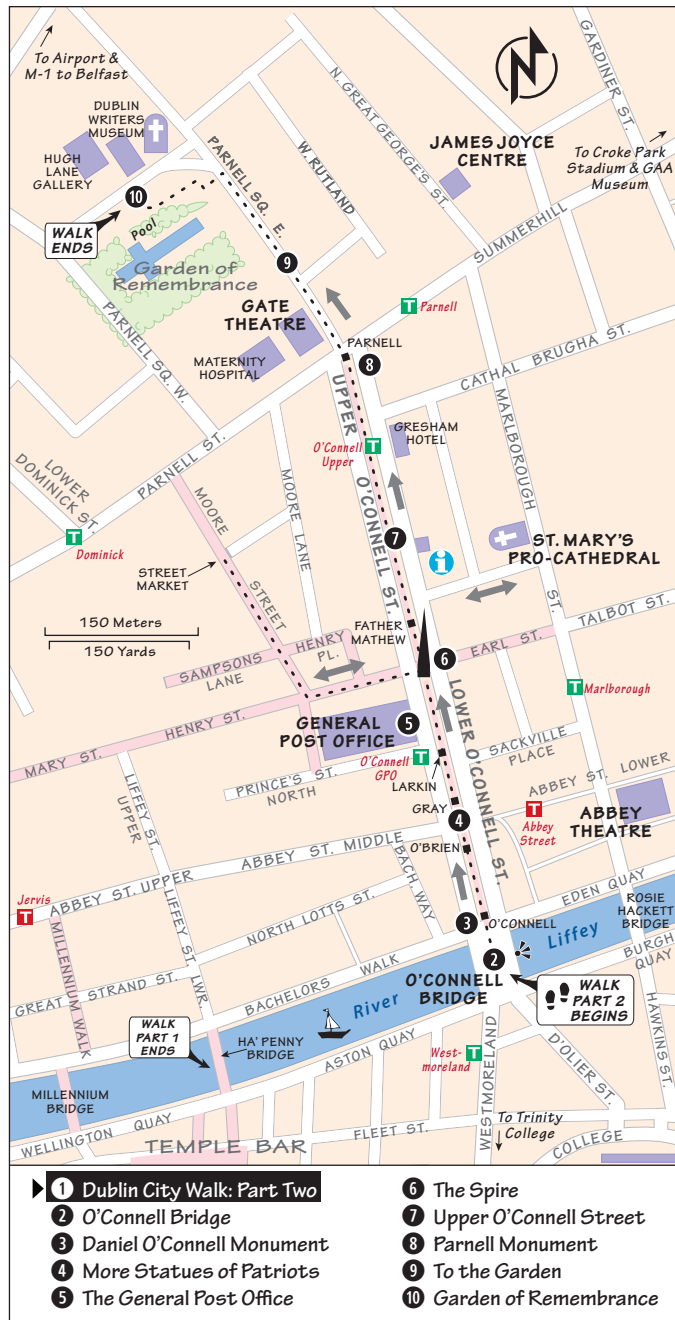 To Airport &
M-1 to Belfast
DUBLIN
WRITERS
MUSEUM
HUGH
LANE
GALLERY
N
GARDINER ST.
N. GREAT GEORGE'S ST.
W. RUTLAND
JAMES JOYCE
CENTRE
To Croke Park
Stadium & GAA
Museum
PARNELL SQ. E.
10
WALK
ENDS
Pool
Garden of
Remembrance
9
SUMMERHILL
PARNELL SQ. W.
GATE
THEATRE
T Parnell
MATERNITY
HOSPITAL
PARNELL
8
CATHAL BRUGHA ST.
UPPER
O'CONNELL ST.
GRESHAM
HOTEL
O'Connell
Upper
T
MARLBOROUGH
ST.
PARNELL ST.
LOWER
DOMINICK ST.
T
Dominick
MOORE
STREET
MOORE LANE
7
i
ST. MARY'S
PRO-CATHEDRAL
STREET
MARKET
150 Meters
150 Yards
FATHER
MATHEW
TALBOT ST.
EARL ST.
HENRY
PL.
SAMPSONS
LANE
6
T Marlborough
HENRY ST.
MARY ST.
GENERAL
POST OFFICE
5
LOWER O'CONNELL ST.
O'Connell
GPO
T
SACKVILLE
PLACE
PRINCE'S ST.
NORTH
LARKIN
GRAY
4
O'BRIEN
ABBEY ST. LOWER
T
Abbey
Street
ABBEY
THEATRE
LIFFEY ST.
UPPER
ABBEY ST. MIDDLE
ABBEY ST. UPPER
BACH. WAY
Jervis
T
MILLENNIUM WALK
LIFFEY ST. LWR.
NORTH LOTTS ST.
3
O'CONNELL
EDEN QUAY
ROSIE
HACKETT
BRIDGE
Liffey
BURGH
QUAY
GREAT STRAND ST.
BACHELORS WALK
2
O'CONNELL
BRIDGE
WALK
PART 2
BEGINS
River
WALK
PART 1
ENDS
HA' PENNY
BRIDGE
ASTON QUAY
West-
moreland
T
HAWKINS ST.
D'OLIER ST.
WESTMORELAND
MILLENNIUM
BRIDGE
WELLINGTON QUAY
TEMPLE BAR
FLEET ST.
To Trinity
College
COLLEGE
1 Dublin City Walk: Part Two
2 O'Connell Bridge
3 Daniel O'Connell Monument
4 More Statues of Patriots
5 The General Post Office
6 The Spire
7 Upper O'Connell Street
8 Parnell Monument
9 To the Garden
10 Garden of Remembrance